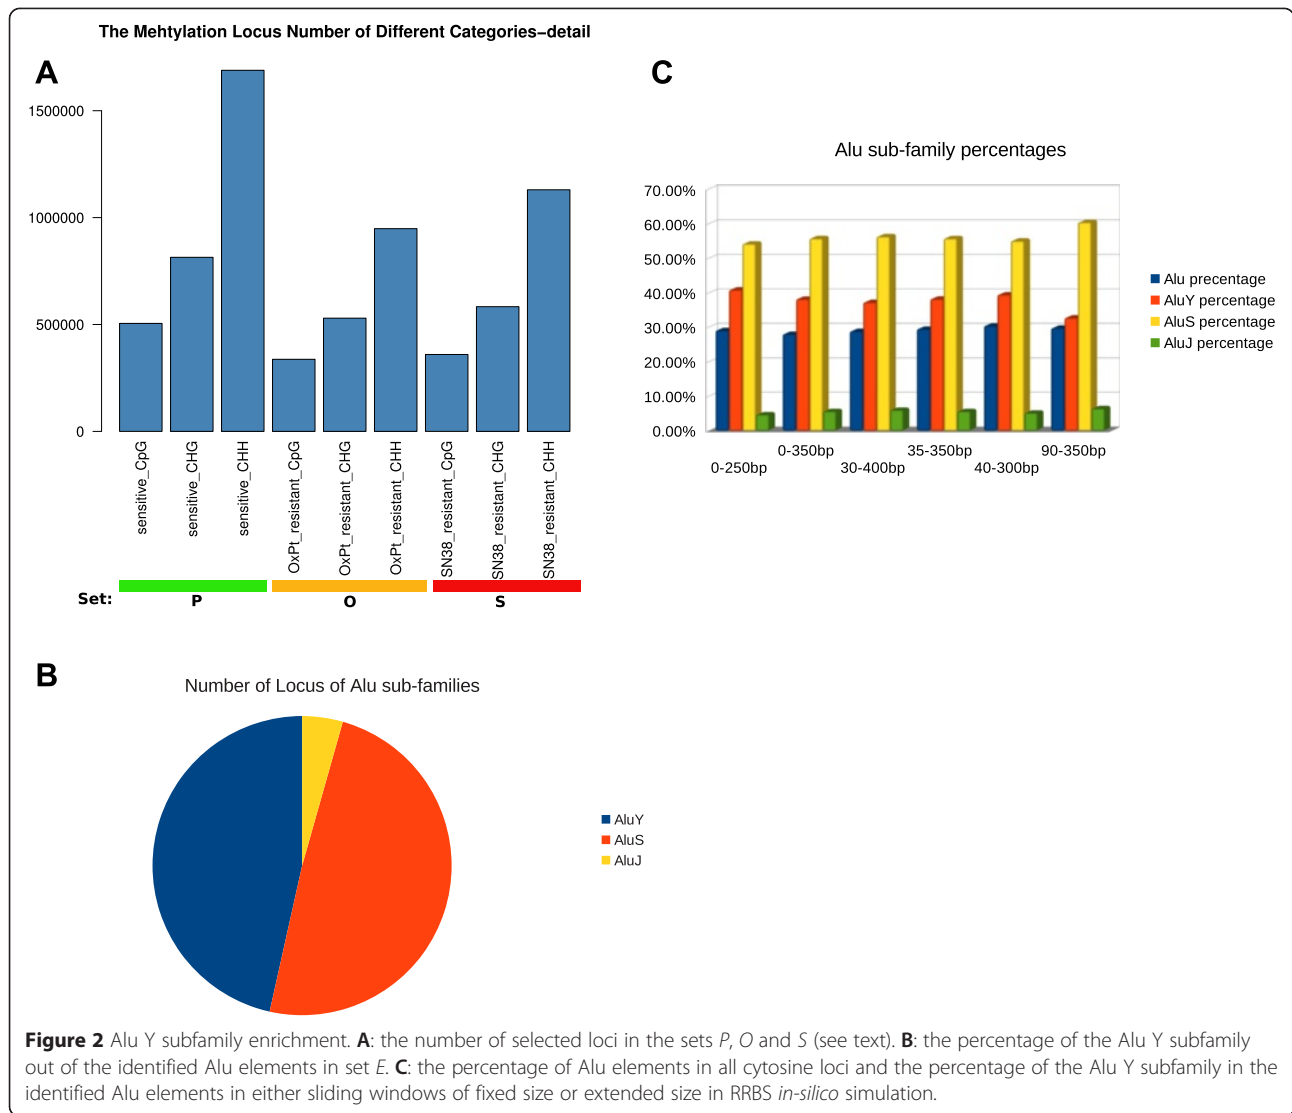 The Mehtylation Locus Number of Different Categories–detail
A
1500000
1000000
500000
0
sensitive_CpG
sensitive_CHG
sensitive_CHH
OxPt_resistant_CpG
OxPt_resistant_CHG
OxPt_resistant_CHH
SN38_resistant_CpG
SN38_resistant_CHG
SN38_resistant_CHH
Set:
P
O
S
C
Alu sub-family percentages
70.00%
60.00%
50.00%
40.00%
30.00%
20.00%
10.00%
0.00%
0-250bp
0-350bp
30-400bp
35-350bp
40-300bp
90-350bp
Alu precentage
AluY percentage
AluS percentage
AluJ percentage
B
Number of Locus of Alu sub-families
AluY
AluS
AluJ
Figure 2 Alu Y subfamily enrichment. A: the number of selected loci in the sets P, O and S (see text). B: the percentage of the Alu Y subfamily
out of the identified Alu elements in set E. C: the percentage of Alu elements in all cytosine loci and the percentage of the Alu Y subfamily in the
identified Alu elements in either sliding windows of fixed size or extended size in RRBS in-silico simulation.